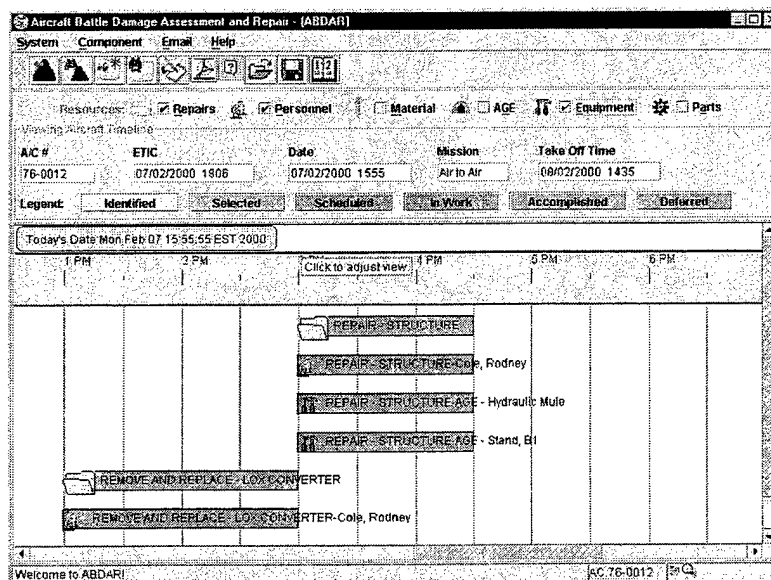 Aircraft Battle Damage Assessment and Repair - [ABDAR]
System Component Email Help
Resources: Repairs Personnel Material AGE Equipment Parts
Viewing Aircraft Timeline
A/C # ETIC Date Mission Take Off Time
76-0012 07/02/2000 1806 07/02/2000 1555 Air to Air 08/02/2000 1435
Legend: Identified Selected Scheduled In Work Accomplished Deferred
Today's Date Mon Feb 07 15:55:55 EST 2000
1 PM 2 PM Click to adjust view 4 PM 5 PM 6 PM
REPAIR - STRUCTURE
REPAIR - STRUCTURE-Cole, Rodney
REPAIR - STRUCTURE-AGE - Hydraulic Mule
REPAIR - STRUCTURE-AGE - Stand, B1
REMOVE AND REPLACE - LOX CONVERTER
REMOVE AND REPLACE - LOX CONVERTER-Cole, Rodney
Welcome to ABDAR! AC 76-0012